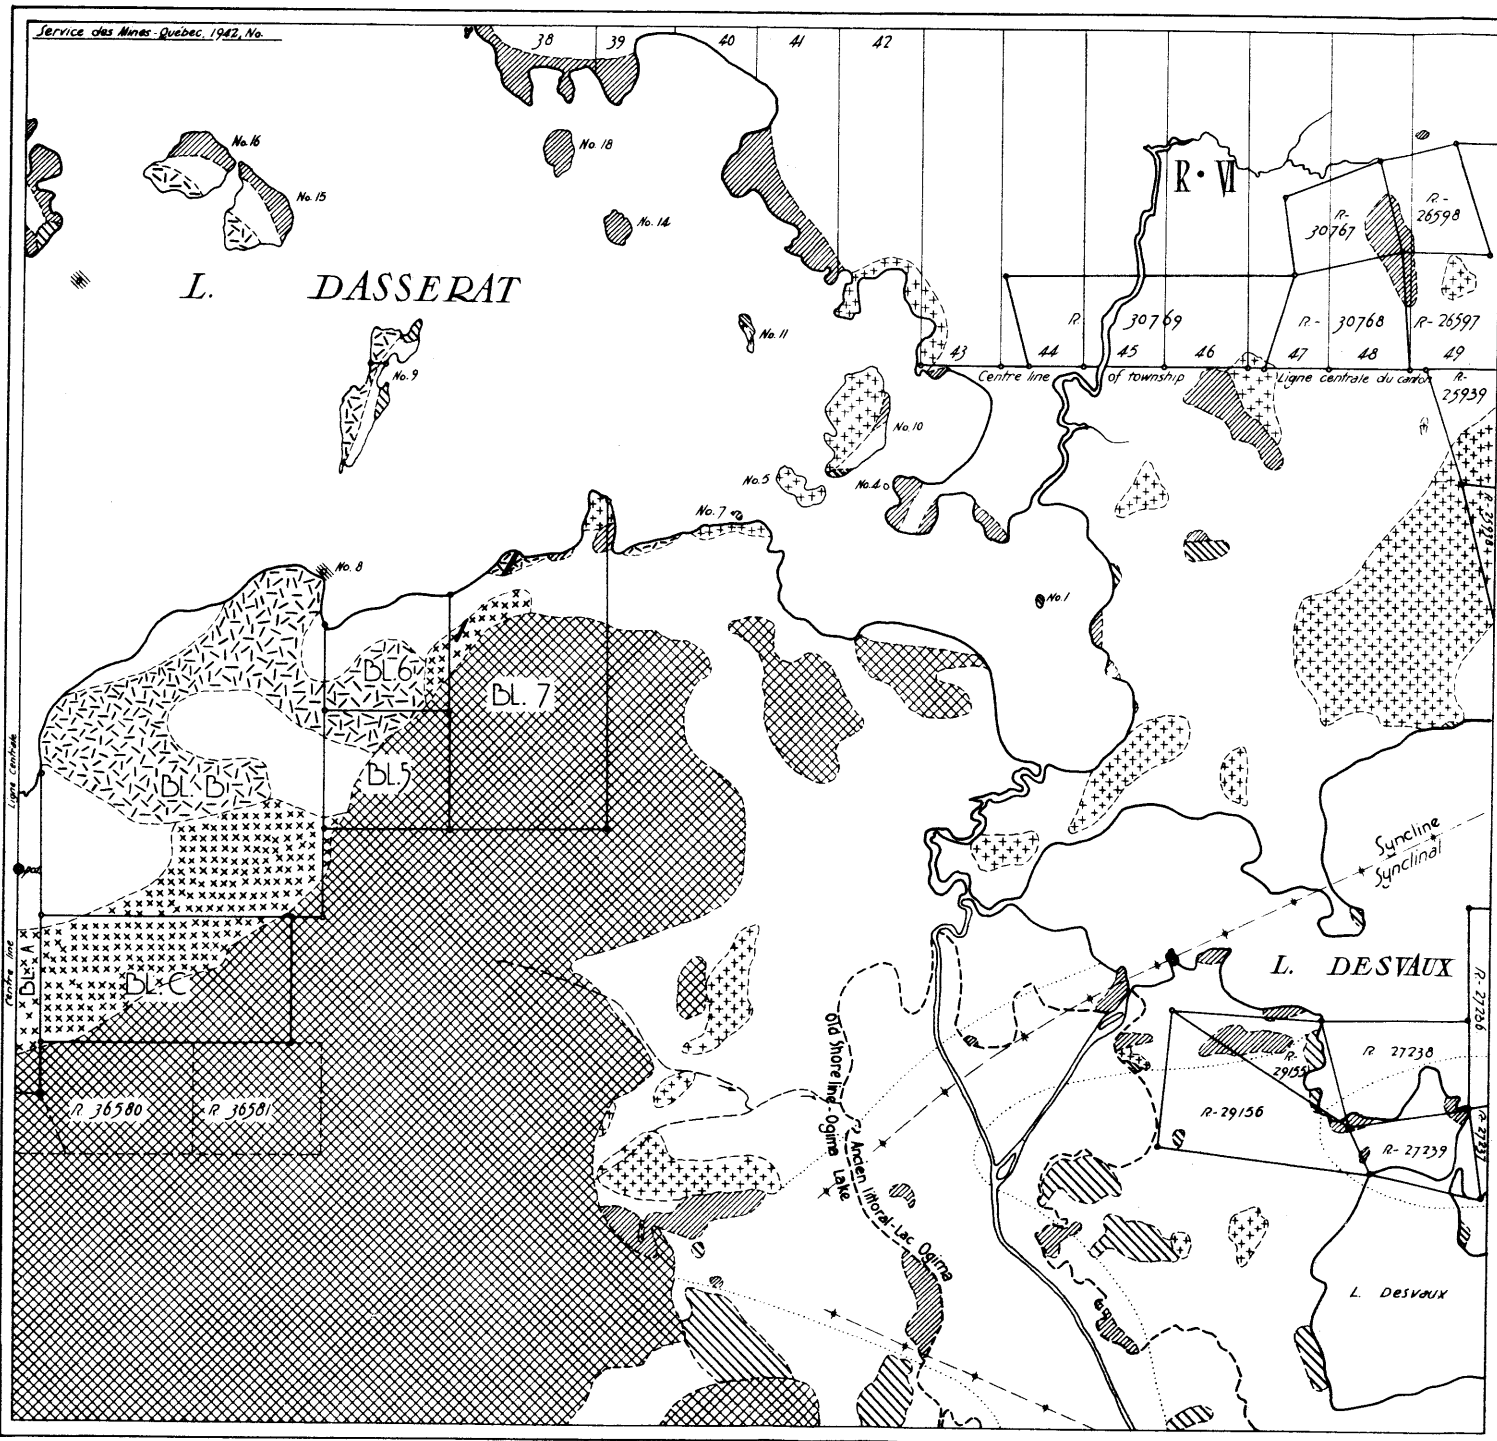 Service des Mines-Québec. 1942, No.
38 39 40 41 42
No. 16
No. 18
No. 15
No. 14
R • VI
R-
30767
R-
26598
L. DASSERAT
No. 11
R 30769
R- 30768
R-26597
43 44 45 46 47 48 49
Centre line of township
Ligne centrale du canton
R-
25939
No. 9
No. 10
No. 5
No. 4
No. 7
No. 8
No. 1
BL. 6
BL. 7
BL. 5
BL. B
Ligne centrale
Centre line
BL. A
BL. C
Syncline
Synclinal
L. DESVAUX
R-27236
R 27238
R-
29155
R-29156
R-27239
R-27237
R 36580
R 36581
Old shore line-Ogima Lake
Ancien littoral-Lac Ogima
L. Desvaux